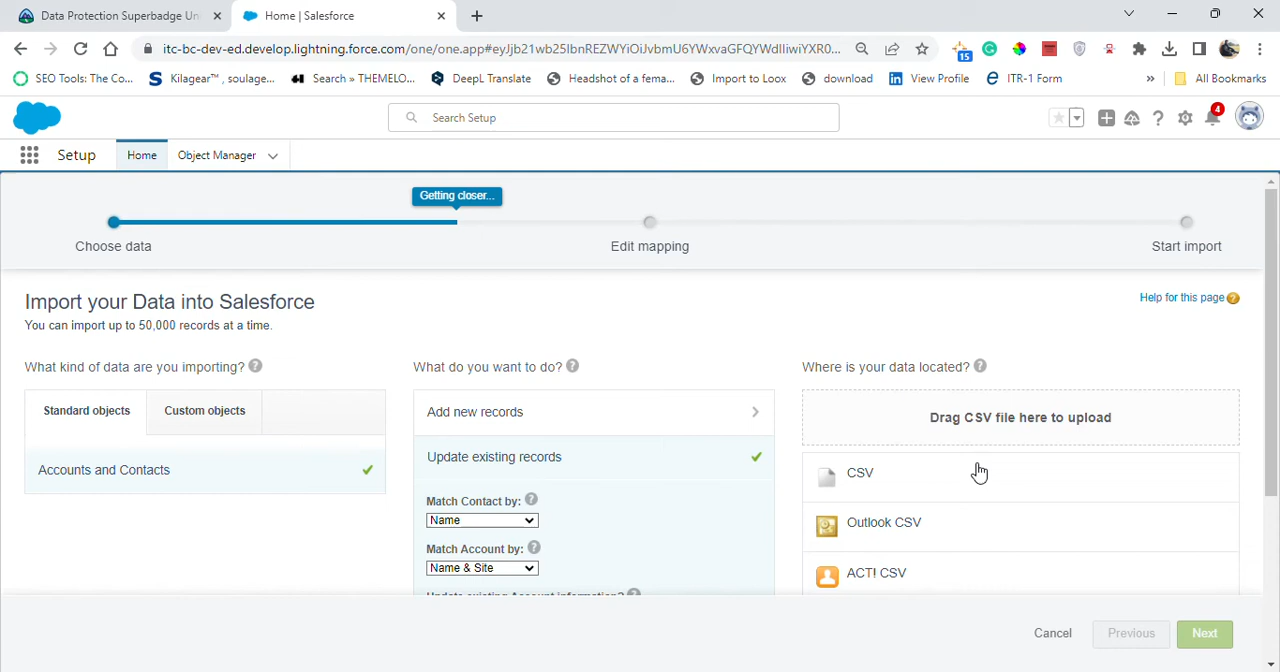 Data Protection Superbadge Un
Home | Salesforce
itc-bc-dev-ed.develop.lightning.force.com/one/one.app#eyJjb21wb25lbnREZWYiOiJvbmU6YWxvaGFQYWdlIiwiYXR0...
15
SEO Tools: The Co...
Kilagear™, soulage...
Search » THEMELO...
DeepL Translate
Headshot of a fema...
Import to Loox
download
View Profile
ITR-1 Form
»
All Bookmarks
Search Setup
4
Setup
Home
Object Manager
Getting closer...
Choose data
Edit mapping
Start import
Import your Data into Salesforce
Help for this page
You can import up to 50,000 records at a time.
What kind of data are you importing?
What do you want to do?
Where is your data located?
Standard objects
Custom objects
Accounts and Contacts
Add new records
Update existing records
Match Contact by:
Name
Match Account by:
Name & Site
Update existing Account information?
Drag CSV file here to upload
CSV
Outlook CSV
ACT! CSV
Cancel
Previous
Next